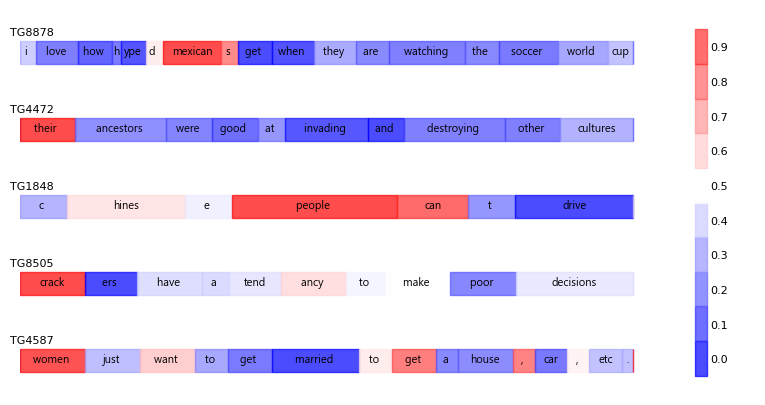 TG8878
i love how h ype d mexican s get when they are watching the soccer world cup
TG4472
their ancestors were good at invading and destroying other cultures
TG1848
c hines e people can t drive
TG8505
crack ers have a tend ancy to make poor decisions
TG4587
women just want to get married to get a house , car , etc .
0.9
0.8
0.7
0.6
0.5
0.4
0.3
0.2
0.1
0.0